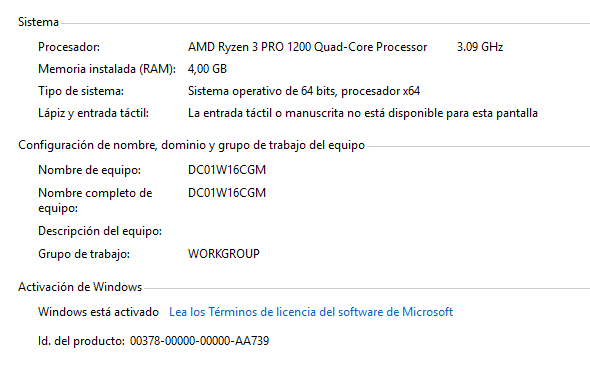 Sistema
Procesador: AMD Ryzen 3 PRO 1200 Quad-Core Processor 3.09 GHz
Memoria instalada (RAM): 4,00 GB
Tipo de sistema: Sistema operativo de 64 bits, procesador x64
Lápiz y entrada táctil: La entrada táctil o manuscrita no está disponible para esta pantalla
Configuración de nombre, dominio y grupo de trabajo del equipo
Nombre de equipo: DC01W16CGM
Nombre completo de DC01W16CGM
equipo:
Descripción del equipo:
Grupo de trabajo: WORKGROUP
Activación de Windows
Windows está activado Lea los Términos de licencia del software de Microsoft
Id. del producto: 00378-00000-00000-AA739